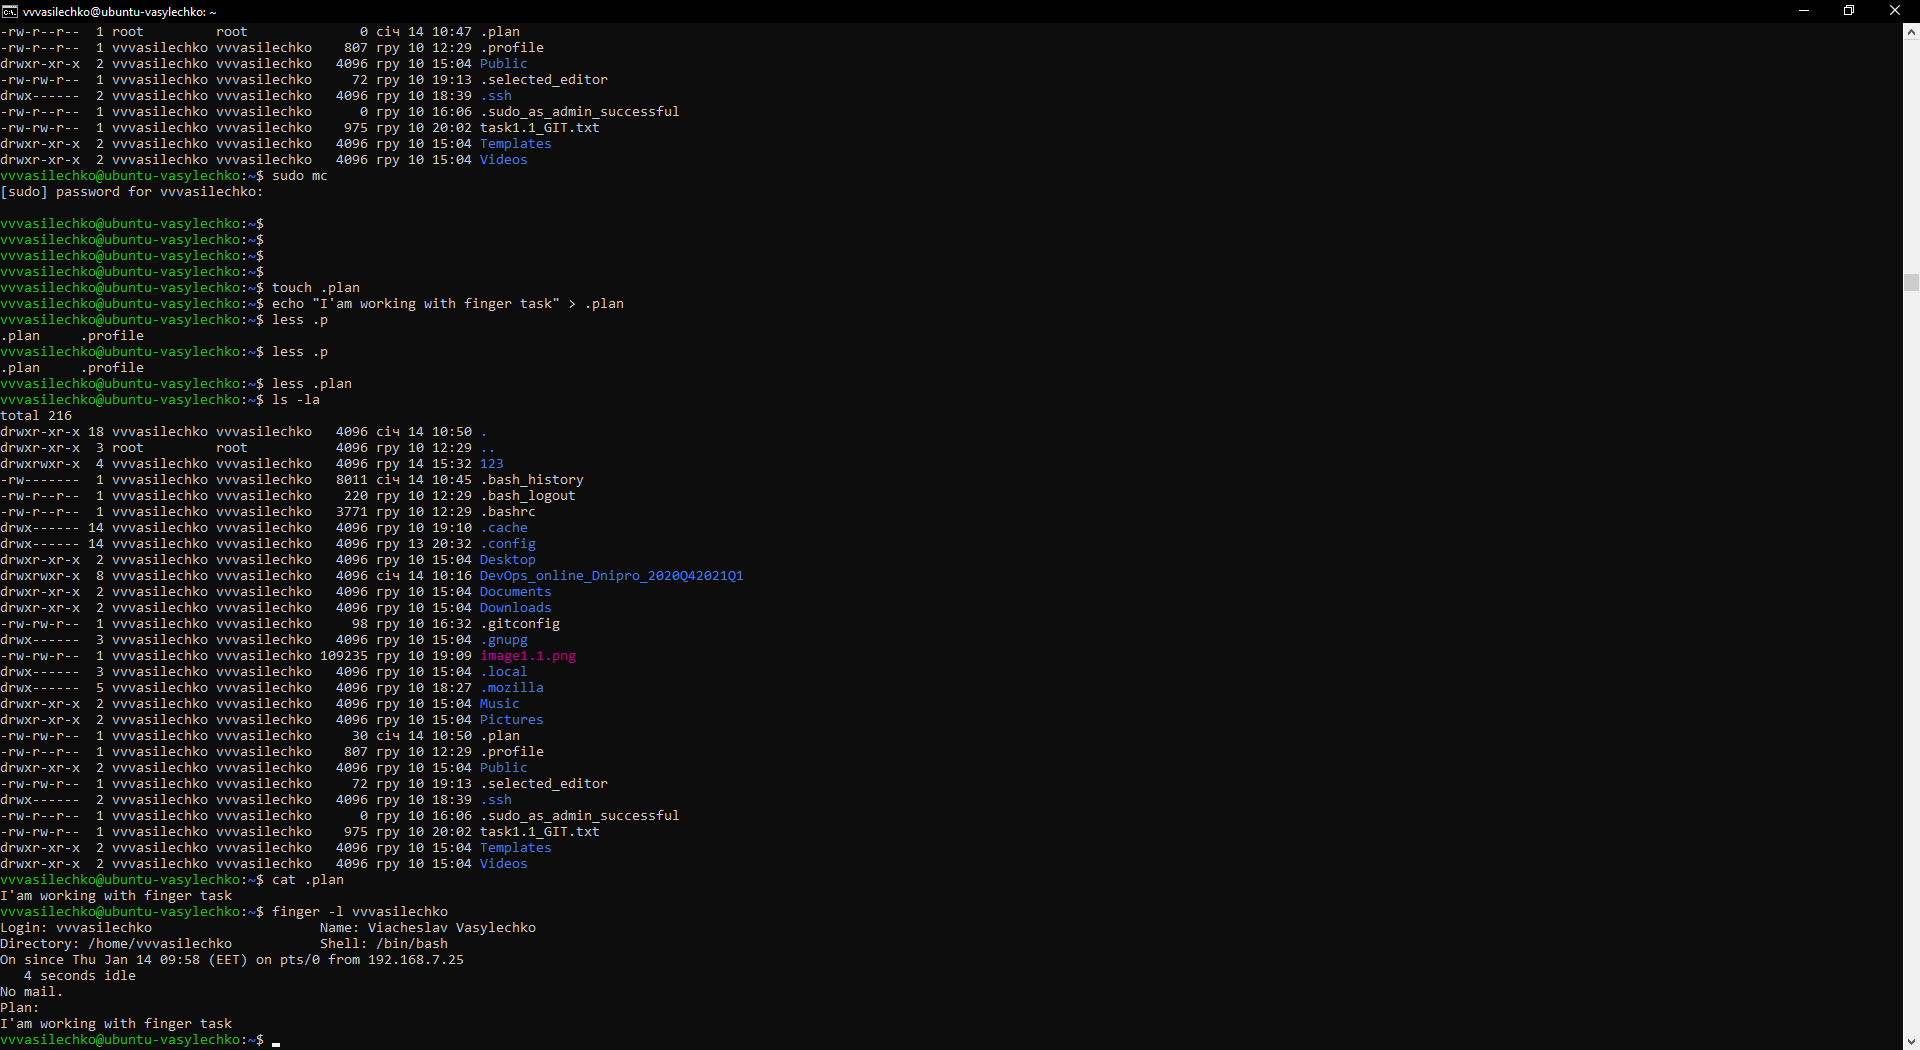 vvvasilechko@ubuntu-vasylechko: ~
-rw-r--r--  1 root         root              0 січ 14 10:47 .plan
-rw-r--r--  1 vvvasilechko vvvasilechko    807 гру 10 12:29 .profile
drwxr-xr-x  2 vvvasilechko vvvasilechko   4096 гру 10 15:04 Public
-rw-rw-r--  1 vvvasilechko vvvasilechko     72 гру 10 19:13 .selected_editor
drwx------  2 vvvasilechko vvvasilechko   4096 гру 10 18:39 .ssh
-rw-r--r--  1 vvvasilechko vvvasilechko      0 гру 10 16:06 .sudo_as_admin_successful
-rw-rw-r--  1 vvvasilechko vvvasilechko    975 гру 10 20:02 task1.1_GIT.txt
drwxr-xr-x  2 vvvasilechko vvvasilechko   4096 гру 10 15:04 Templates
drwxr-xr-x  2 vvvasilechko vvvasilechko   4096 гру 10 15:04 Videos
vvvasilechko@ubuntu-vasylechko:~$ sudo mc
[sudo] password for vvvasilechko:
vvvasilechko@ubuntu-vasylechko:~$
vvvasilechko@ubuntu-vasylechko:~$
vvvasilechko@ubuntu-vasylechko:~$
vvvasilechko@ubuntu-vasylechko:~$
vvvasilechko@ubuntu-vasylechko:~$ touch .plan
vvvasilechko@ubuntu-vasylechko:~$ echo "I'am working with finger task" > .plan
vvvasilechko@ubuntu-vasylechko:~$ less .p
.plan     .profile
vvvasilechko@ubuntu-vasylechko:~$ less .p
.plan     .profile
vvvasilechko@ubuntu-vasylechko:~$ less .plan
vvvasilechko@ubuntu-vasylechko:~$ ls -la
total 216
drwxr-xr-x 18 vvvasilechko vvvasilechko   4096 січ 14 10:50 .
drwxr-xr-x  3 root         root           4096 гру 10 12:29 ..
drwxrwxr-x  4 vvvasilechko vvvasilechko   4096 гру 14 15:32 123
-rw-------  1 vvvasilechko vvvasilechko   8011 січ 14 10:45 .bash_history
-rw-r--r--  1 vvvasilechko vvvasilechko    220 гру 10 12:29 .bash_logout
-rw-r--r--  1 vvvasilechko vvvasilechko   3771 гру 10 12:29 .bashrc
drwx------ 14 vvvasilechko vvvasilechko   4096 гру 10 19:10 .cache
drwx------ 14 vvvasilechko vvvasilechko   4096 гру 13 20:32 .config
drwxr-xr-x  2 vvvasilechko vvvasilechko   4096 гру 10 15:04 Desktop
drwxrwxr-x  8 vvvasilechko vvvasilechko   4096 січ 14 10:16 DevOps_online_Dnipro_2020Q42021Q1
drwxr-xr-x  2 vvvasilechko vvvasilechko   4096 гру 10 15:04 Documents
drwxr-xr-x  2 vvvasilechko vvvasilechko   4096 гру 10 15:04 Downloads
-rw-rw-r--  1 vvvasilechko vvvasilechko     98 гру 10 16:32 .gitconfig
drwx------  3 vvvasilechko vvvasilechko   4096 гру 10 15:04 .gnupg
-rw-rw-r--  1 vvvasilechko vvvasilechko 109235 гру 10 19:09 image1.1.png
drwx------  3 vvvasilechko vvvasilechko   4096 гру 10 15:04 .local
drwx------  5 vvvasilechko vvvasilechko   4096 гру 10 18:27 .mozilla
drwxr-xr-x  2 vvvasilechko vvvasilechko   4096 гру 10 15:04 Music
drwxr-xr-x  2 vvvasilechko vvvasilechko   4096 гру 10 15:04 Pictures
-rw-rw-r--  1 vvvasilechko vvvasilechko     30 січ 14 10:50 .plan
-rw-r--r--  1 vvvasilechko vvvasilechko    807 гру 10 12:29 .profile
drwxr-xr-x  2 vvvasilechko vvvasilechko   4096 гру 10 15:04 Public
-rw-rw-r--  1 vvvasilechko vvvasilechko     72 гру 10 19:13 .selected_editor
drwx------  2 vvvasilechko vvvasilechko   4096 гру 10 18:39 .ssh
-rw-r--r--  1 vvvasilechko vvvasilechko      0 гру 10 16:06 .sudo_as_admin_successful
-rw-rw-r--  1 vvvasilechko vvvasilechko    975 гру 10 20:02 task1.1_GIT.txt
drwxr-xr-x  2 vvvasilechko vvvasilechko   4096 гру 10 15:04 Templates
drwxr-xr-x  2 vvvasilechko vvvasilechko   4096 гру 10 15:04 Videos
vvvasilechko@ubuntu-vasylechko:~$ cat .plan
I'am working with finger task
vvvasilechko@ubuntu-vasylechko:~$ finger -l vvvasilechko
Login: vvvasilechko                     Name: Viacheslav Vasylechko
Directory: /home/vvvasilechko           Shell: /bin/bash
On since Thu Jan 14 09:58 (EET) on pts/0 from 192.168.7.25
   4 seconds idle
No mail.
Plan:
I'am working with finger task
vvvasilechko@ubuntu-vasylechko:~$